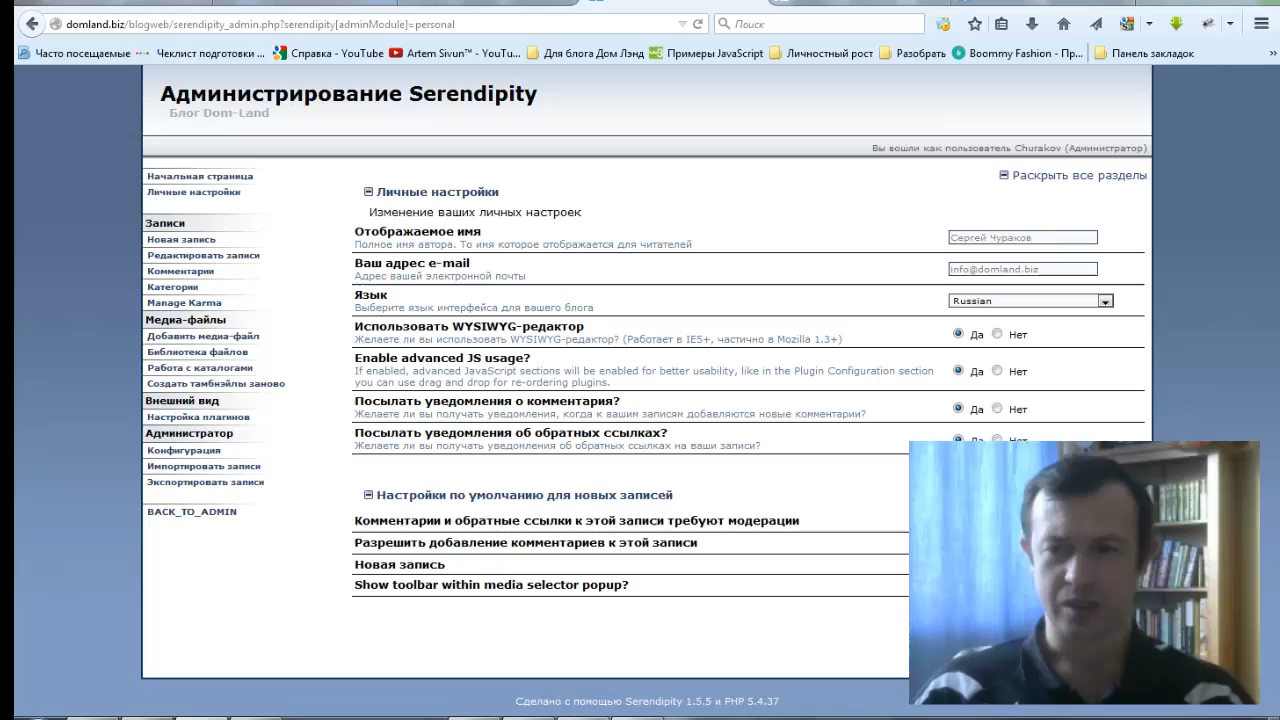 domland.biz/blogweb/serendipity_admin.php?serendipity[adminModule]=personal
Поиск
Часто посещаемые
Чеклист подготовки ...
Справка - YouTube
Artem Sivun™ - YouTu...
Для блога Дом Лэнд
Примеры JavaScript
Личностный рост
Разобрать
Boommy Fashion - Пр...
Панель закладок
»
Администрирование Serendipity
Блог Dom-Land
Вы вошли как пользователь Churakov (Администратор)
Начальная страница
Личные настройки
Записи
Новая запись
Редактировать записи
Комментарии
Категории
Manage Karma
Медиа-файлы
Добавить медиа-файл
Библиотека файлов
Работа с каталогами
Создать тамбнэйлы заново
Внешний вид
Настройка плагинов
Администратор
Конфигурация
Импортировать записи
Экспортировать записи
BACK_TO_ADMIN
Раскрыть все разделы
Личные настройки
Изменение ваших личных настроек
Отображаемое имя
Полное имя автора. То имя которое отображается для читателей
Сергей Чураков
Ваш адрес e-mail
Адрес вашей электронной почты
info@domland.biz
Язык
Выберите язык интерфейса для вашего блога
Russian
Использовать WYSIWYG-редактор
Желаете ли вы использовать WYSIWYG-редактор? (Работает в IE5+, частично в Mozilla 1.3+)
Да Нет
Enable advanced JS usage?
If enabled, advanced JavaScript sections will be enabled for better usability, like in the Plugin Configuration section
you can use drag and drop for re-ordering plugins.
Да Нет
Посылать уведомления о комментария?
Желаете ли вы получать уведомления, когда к вашим записям добавляются новые комментарии?
Да Нет
Посылать уведомления об обратных ссылках?
Желаете ли вы получать уведомления об обратных ссылках на ваши записи?
Да Нет
Настройки по умолчанию для новых записей
Комментарии и обратные ссылки к этой записи требуют модерации
Разрешить добавление комментариев к этой записи
Новая запись
Show toolbar within media selector popup?
Сделано с помощью Serendipity 1.5.5 и PHP 5.4.37